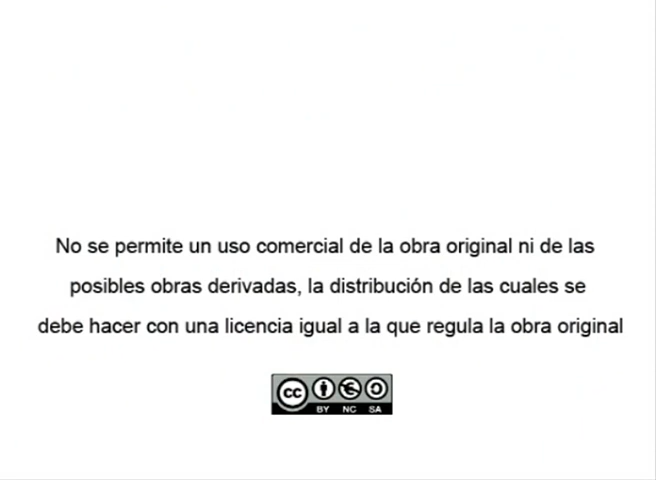 No se permite un uso comercial de la obra original ni de las
posibles obras derivadas, la distribución de las cuales se
debe hacer con una licencia igual a la que regula la obra original
cc
BY NC SA